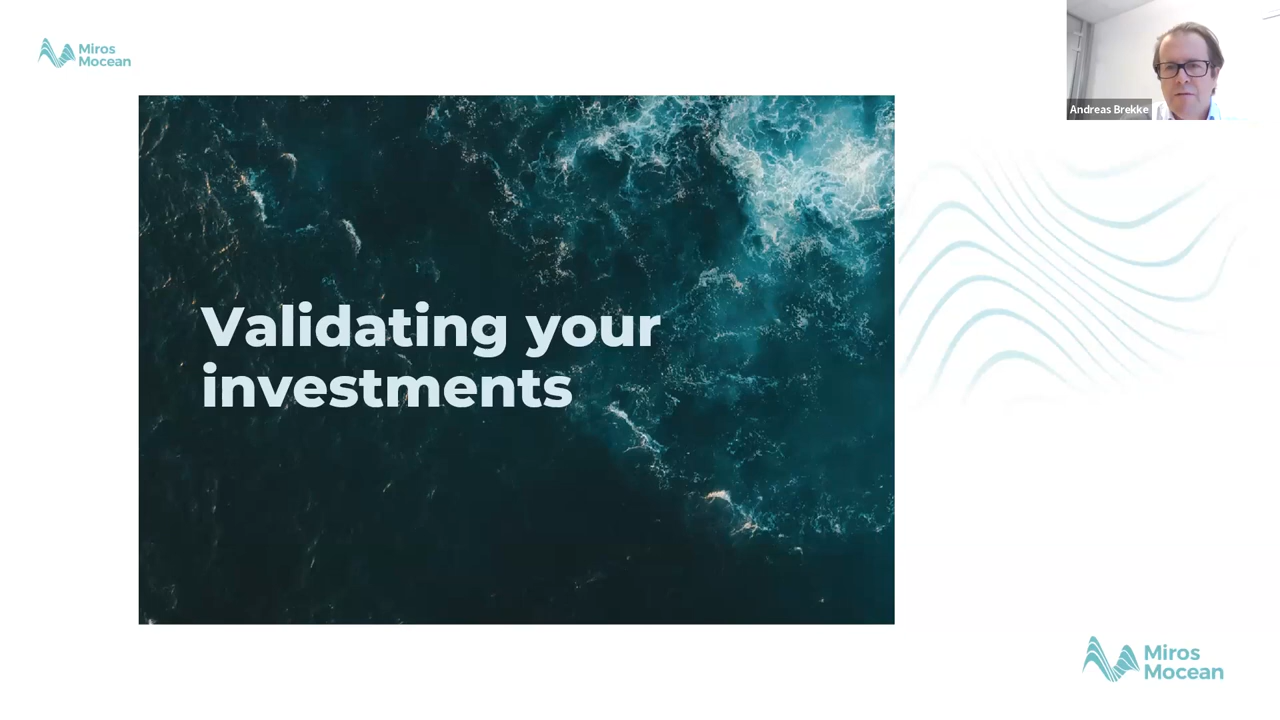 Miros
Mocean
Andreas Brekke
Validating your
investments
Miros
Mocean